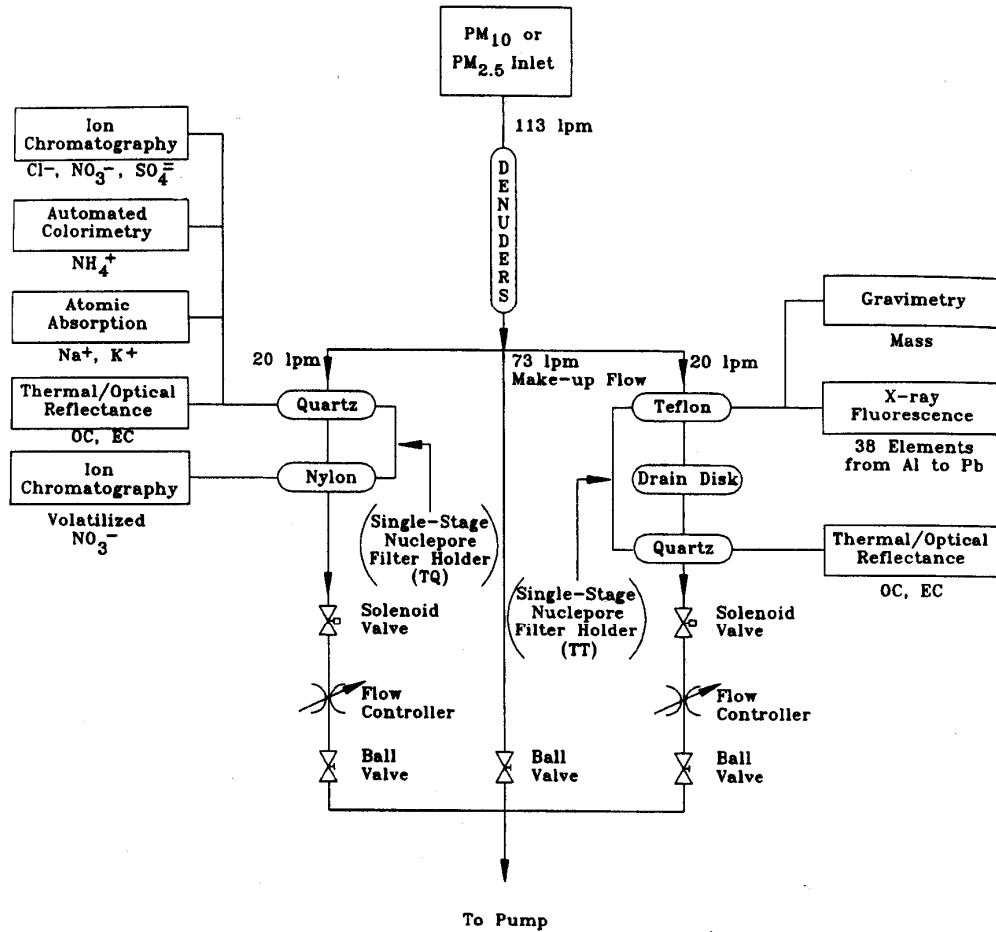 PM10 or
PM2.5 Inlet
113 lpm
DENUDERS
Ion
Chromatography
Cl−, NO3−, SO4=
Automated
Colorimetry
NH4+
Atomic
Absorption
Na+, K+
Thermal/Optical
Reflectance
OC, EC
Ion
Chromatography
Volatilized
NO3−
20 lpm
73 lpm
Make-up Flow
20 lpm
Quartz
Nylon
(Single-Stage
Nuclepore
Filter Holder
(TQ))
Teflon
Drain Disk
Quartz
(Single-Stage
Nuclepore
Filter Holder
(TT))
Gravimetry
Mass
X-ray
Fluorescence
38 Elements
from Al to Pb
Thermal/Optical
Reflectance
OC, EC
Solenoid
Valve
Flow
Controller
Ball
Valve
Ball
Valve
Solenoid
Valve
Flow
Controller
Ball
Valve
To Pump